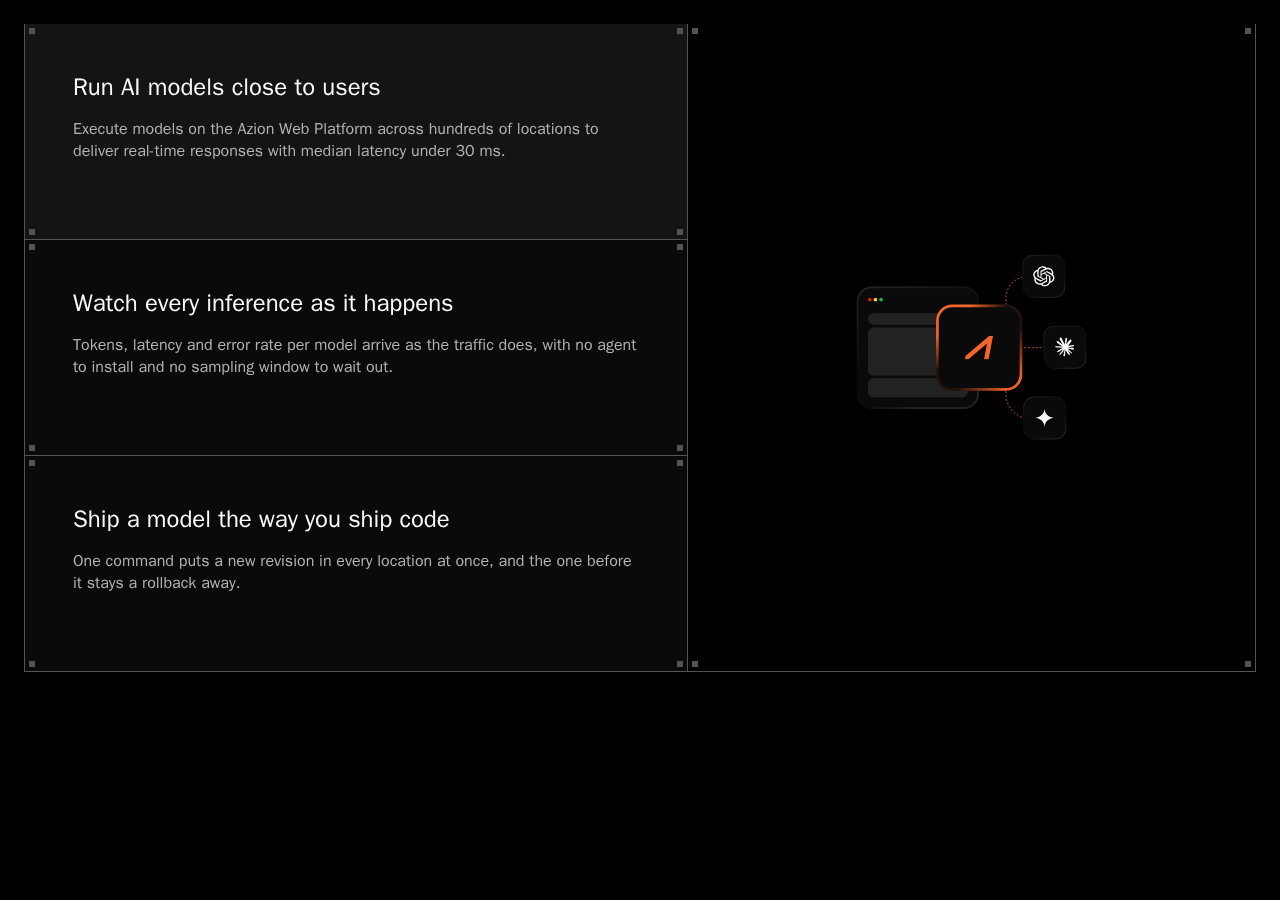 Run AI models close to users
Execute models on the Azion Web Platform across hundreds of locations to
deliver real-time responses with median latency under 30 ms.
Watch every inference as it happens
Tokens, latency and error rate per model arrive as the traffic does, with no agent
to install and no sampling window to wait out.
Ship a model the way you ship code
One command puts a new revision in every location at once, and the one before
it stays a rollback away.